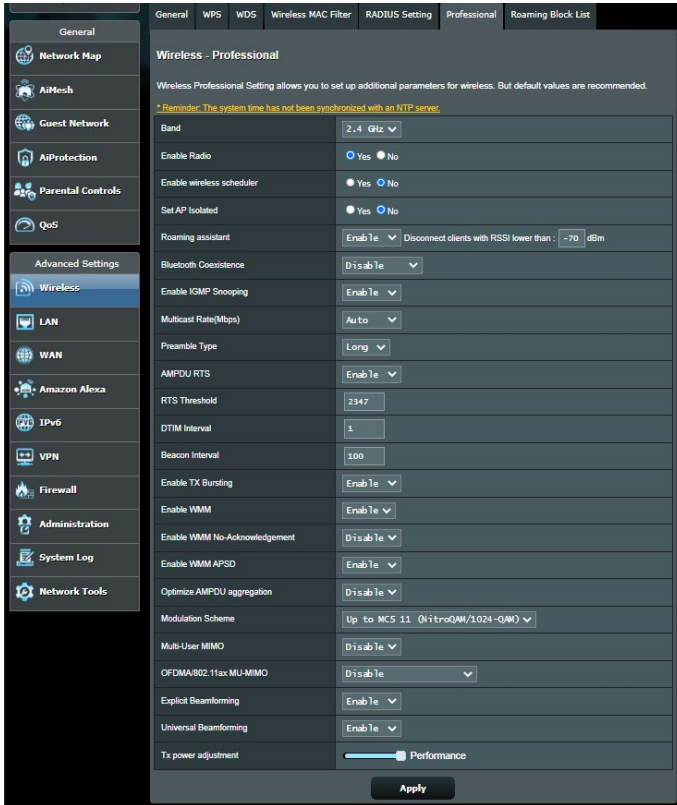 General
Network Map
AiMesh
Guest Network
AiProtection
Parental Controls
QoS
Advanced Settings
Wireless
LAN
WAN
Amazon Alexa
IPv6
VPN
Firewall
Administration
System Log
Network Tools
General WPS WDS Wireless MAC Filter RADIUS Setting Professional Roaming Block List
Wireless - Professional
Wireless Professional Setting allows you to set up additional parameters for wireless. But default values are recommended.
* Reminder: The system time has not been synchronized with an NTP server.
Band 2.4 GHz
Enable Radio Yes No
Enable wireless scheduler Yes No
Set AP Isolated Yes No
Roaming assistant Enable Disconnect clients with RSSI lower than : -70 dBm
Bluetooth Coexistence Disable
Enable IGMP Snooping Enable
Multicast Rate(Mbps) Auto
Preamble Type Long
AMPDU RTS Enable
RTS Threshold 2347
DTIM Interval 1
Beacon Interval 100
Enable TX Bursting Enable
Enable WMM Enable
Enable WMM No-Acknowledgement Disable
Enable WMM APSD Enable
Optimize AMPDU aggregation Disable
Modulation Scheme Up to MCS 11 (NitroQAM/1024-QAM)
Multi-User MIMO Disable
OFDMA/802.11ax MU-MIMO Disable
Explicit Beamforming Enable
Universal Beamforming Enable
Tx power adjustment Performance
Apply